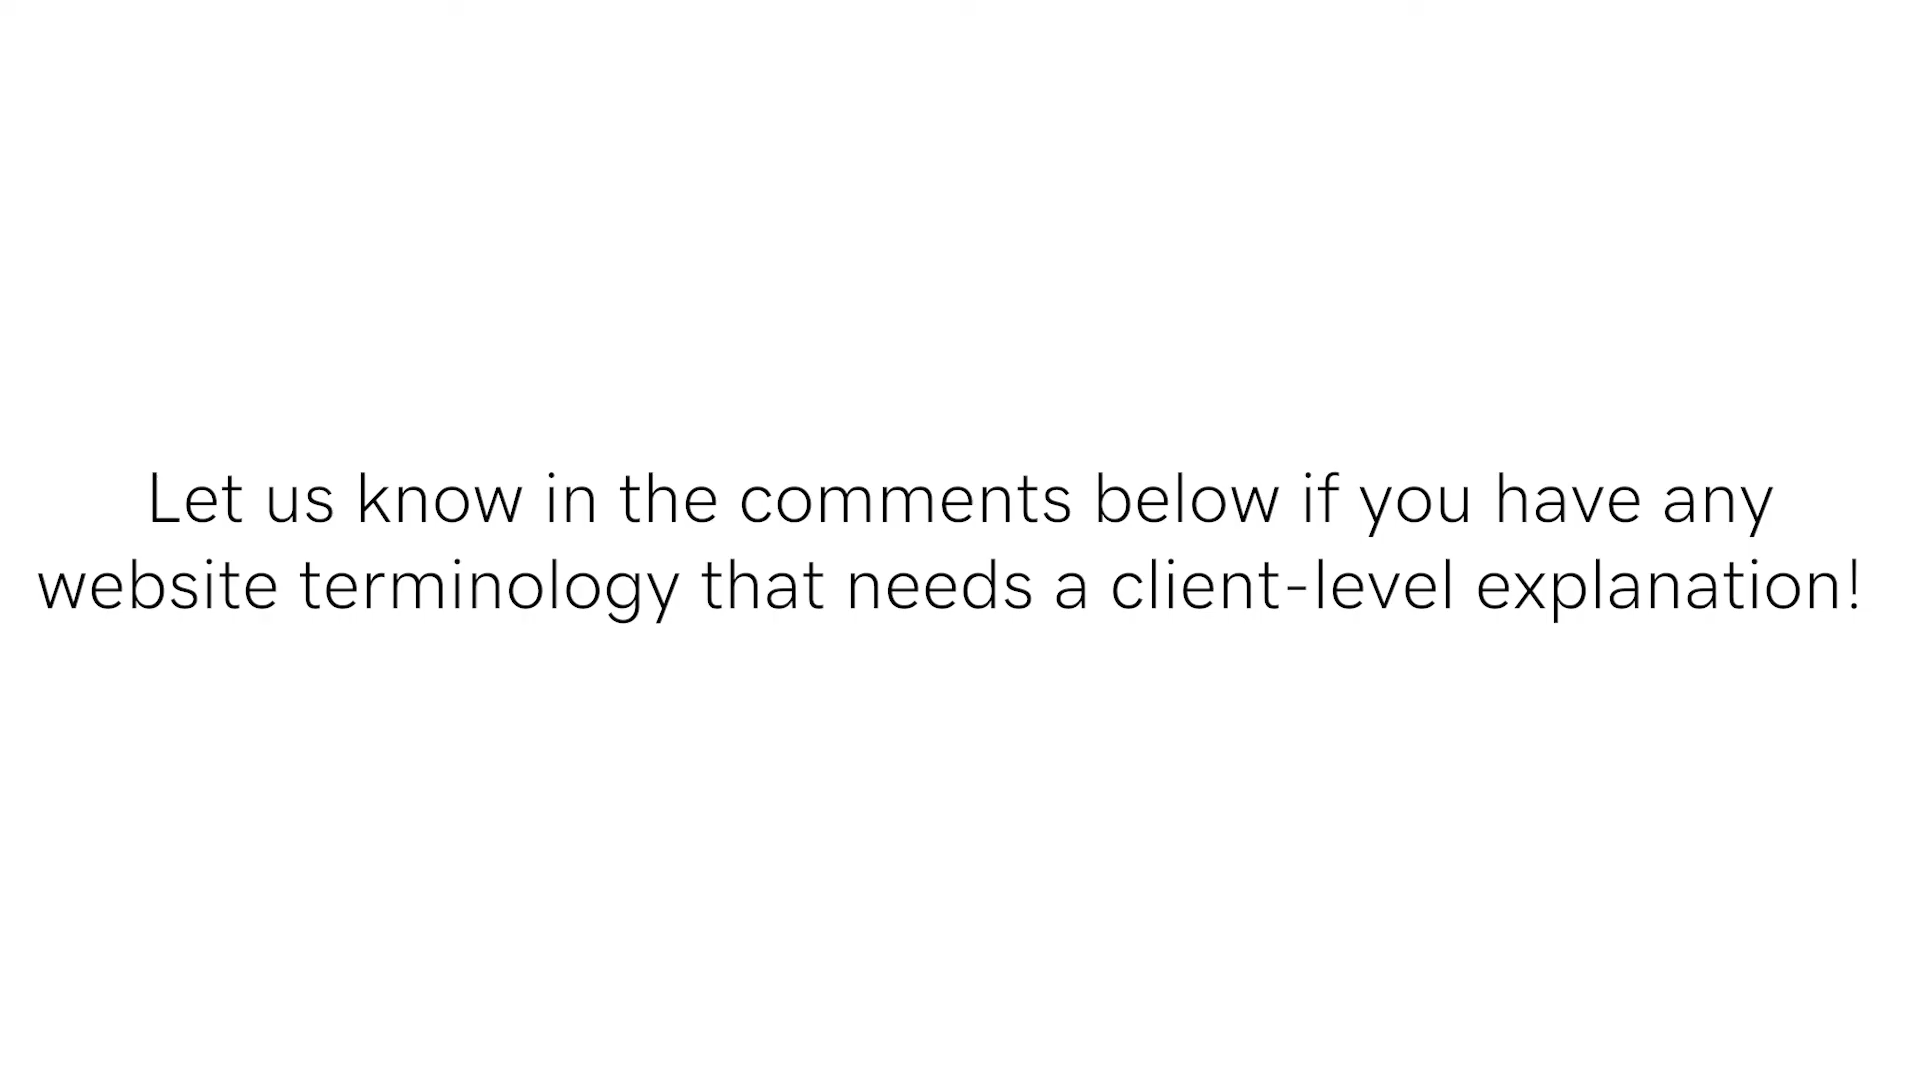 Let us know in the comments below if you have any
website terminology that needs a client-level explanation!